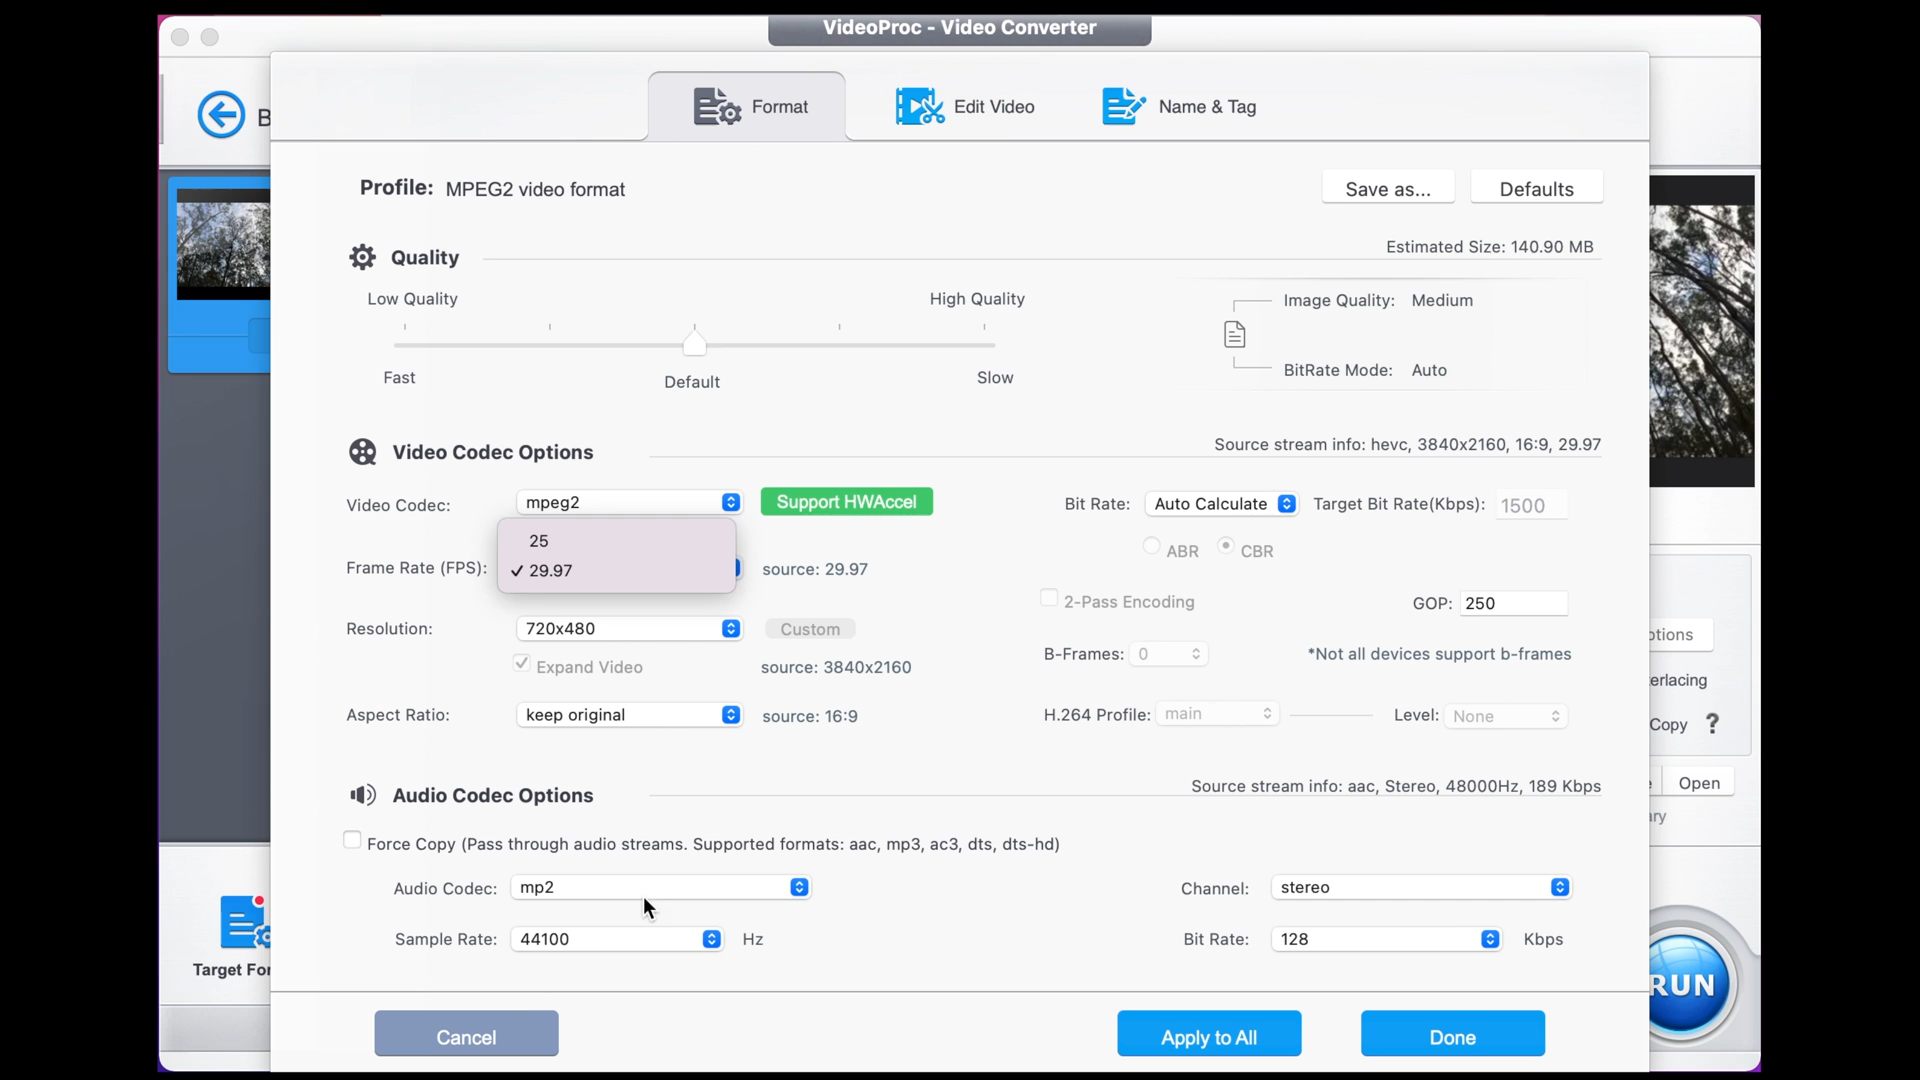 VideoProc - Video Converter
B
Format
Edit Video
Name & Tag
Profile: MPEG2 video format
Save as...
Defaults
Quality
Estimated Size: 140.90 MB
Low Quality
High Quality
Image Quality: Medium
Fast
Default
Slow
BitRate Mode: Auto
Video Codec Options
Source stream info: hevc, 3840x2160, 16:9, 29.97
Video Codec: mpeg2
Support HWAccel
Bit Rate: Auto Calculate
Target Bit Rate(Kbps): 1500
25
ABR
CBR
Frame Rate (FPS): ✓ 29.97
source: 29.97
2-Pass Encoding
GOP: 250
Resolution: 720x480
Custom
otions
Expand Video
source: 3840x2160
B-Frames: 0
*Not all devices support b-frames
erlacing
Aspect Ratio: keep original
source: 16:9
H.264 Profile: main
Level: None
Copy ?
Audio Codec Options
Source stream info: aac, Stereo, 48000Hz, 189 Kbps
Open
ary
Force Copy (Pass through audio streams. Supported formats: aac, mp3, ac3, dts, dts-hd)
Audio Codec: mp2
Channel: stereo
Sample Rate: 44100 Hz
Bit Rate: 128 Kbps
Target For
RUN
Cancel
Apply to All
Done